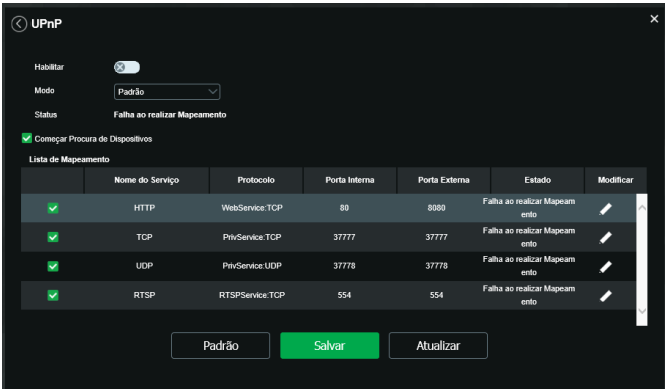 UPnP
Habilitar
Modo Padrão
Status Falha ao realizar Mapeamento
Começar Procura de Dispositivos
Lista de Mapeamento
Nome do Serviço Protocolo Porta Interna Porta Externa Estado Modificar
HTTP WebService:TCP 80 8080 Falha ao realizar Mapeam
ento
TCP PrivService:TCP 37777 37777 Falha ao realizar Mapeam
ento
UDP PrivService:UDP 37778 37778 Falha ao realizar Mapeam
ento
RTSP RTSPService:TCP 554 554 Falha ao realizar Mapeam
ento
Padrão Salvar Atualizar